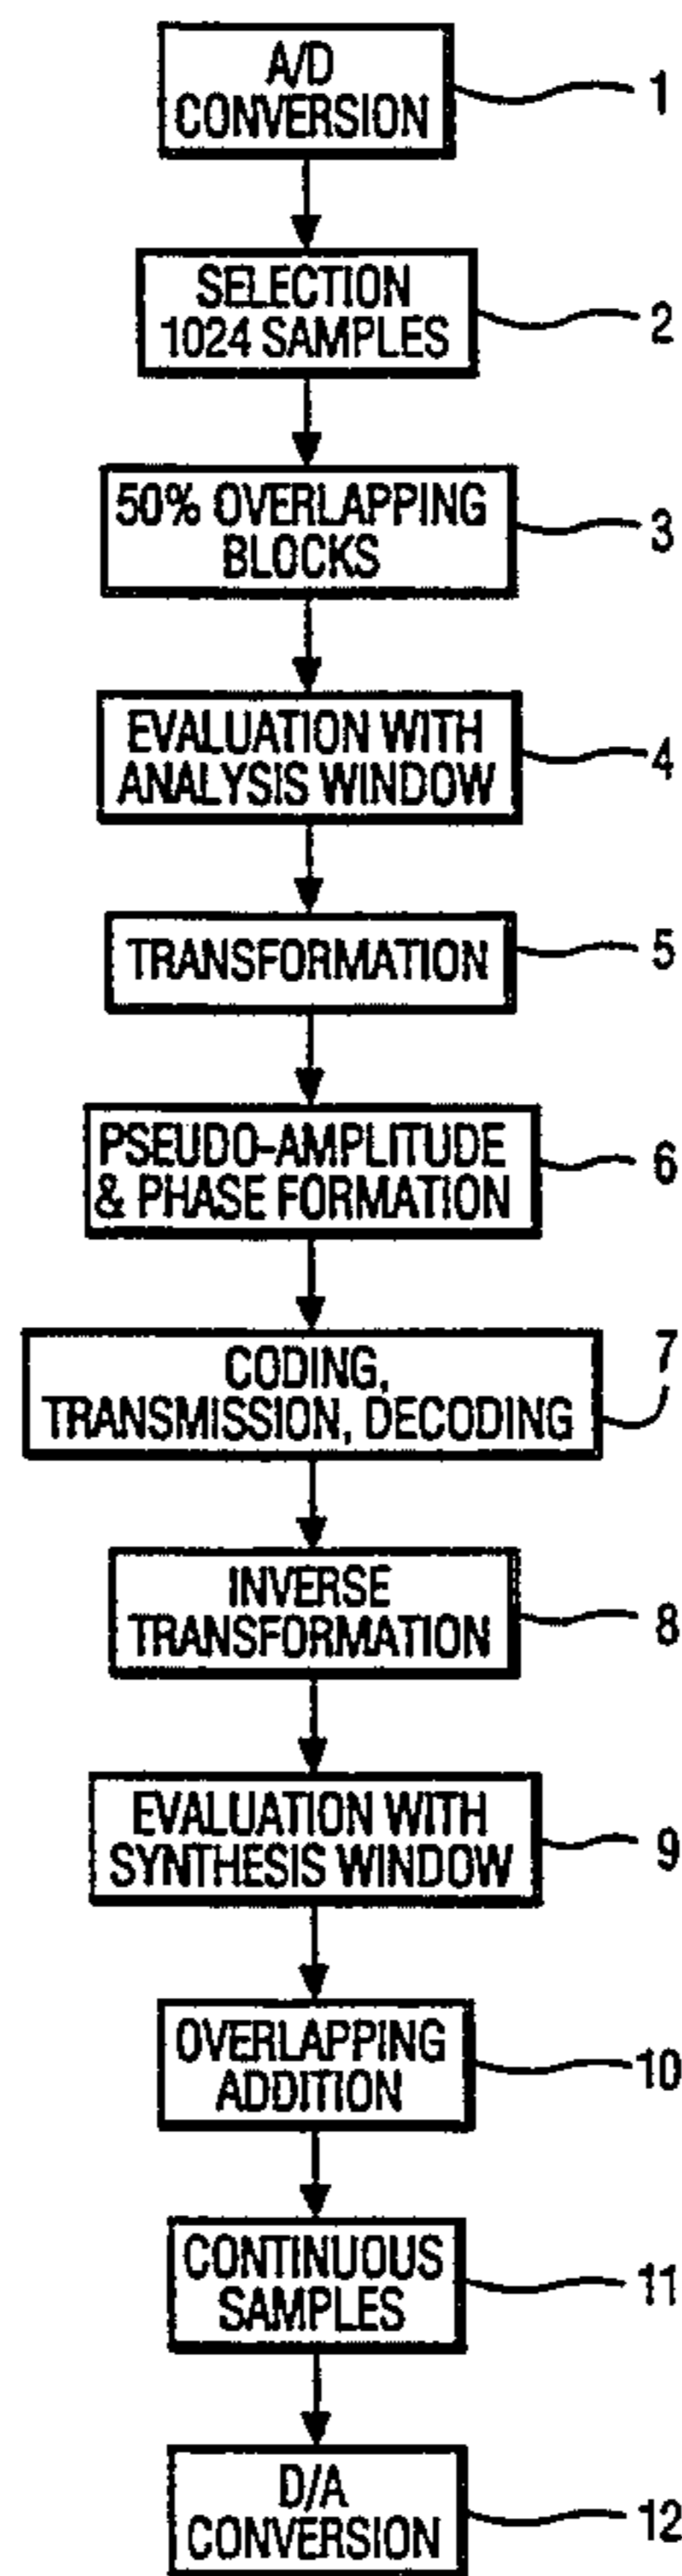 A/D
CONVERSION
1
SELECTION
1024 SAMPLES
2
50% OVERLAPPING
BLOCKS
3
EVALUATION WITH
ANALYSIS WINDOW
4
TRANSFORMATION
5
PSEUDO-AMPLITUDE
& PHASE FORMATION
6
CODING,
TRANSMISSION, DECODING
7
INVERSE
TRANSFORMATION
8
EVALUATION WITH
SYNTHESIS WINDOW
9
OVERLAPPING
ADDITION
10
CONTINUOUS
SAMPLES
11
D/A
CONVERSION
12